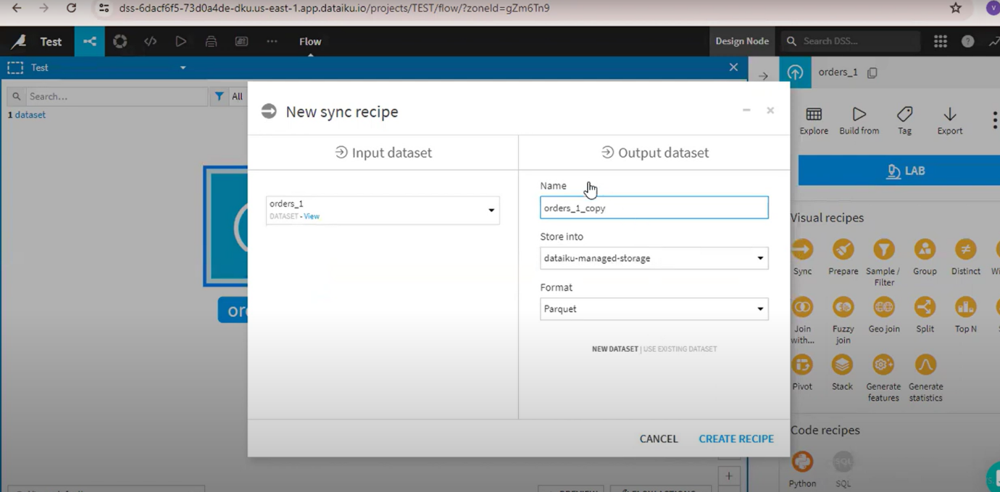 dss-6dacf6f5-73d0a4de-dku.us-east-1.app.dataiku.io/projects/TEST/flow/?zoneId=gZm6Tn9
Test
Flow
Design Node
Search DSS...
Test
orders_1
Search...
All
1 dataset
New sync recipe
Input dataset
Output dataset
orders_1
DATASET - View
Name
orders_1_copy
Store into
dataiku-managed-storage
Format
Parquet
NEW DATASET | USE EXISTING DATASET
CANCEL
CREATE RECIPE
Explore
Build from
Tag
Export
LAB
Visual recipes
Sync
Prepare
Sample / Filter
Group
Distinct
Join with...
Fuzzy join
Geo join
Split
Top N
Pivot
Stack
Generate features
Generate statistics
Code recipes
Python
SQL
SQL